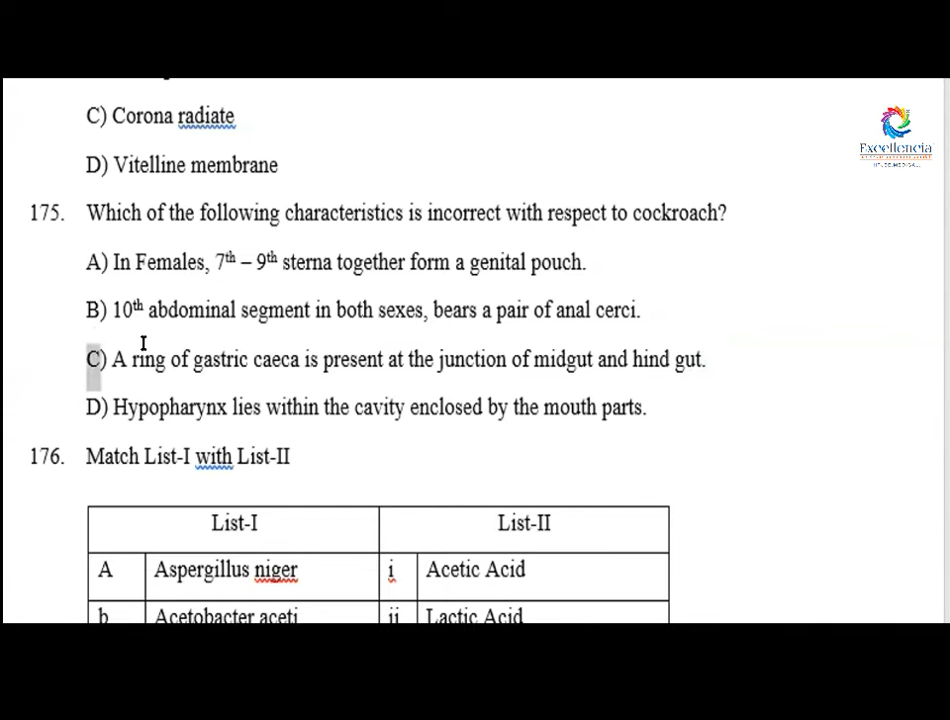 C) Corona radiate
Excellencia
D) Vitelline membrane
175. Which of the following characteristics is incorrect with respect to cockroach?
A) In Females, 7th – 9th sterna together form a genital pouch.
B) 10th abdominal segment in both sexes, bears a pair of anal cerci.
C) A ring of gastric caeca is present at the junction of midgut and hind gut.
D) Hypopharynx lies within the cavity enclosed by the mouth parts.
176. Match List-I with List-II
List-I List-II
A Aspergillus niger i Acetic Acid
b Acetobacter aceti ii Lactic Acid